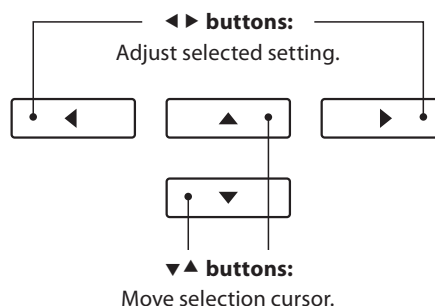 ◀ ▶ buttons:
Adjust selected setting.
◀ ▲ ▶
▼
▼▲ buttons:
Move selection cursor.